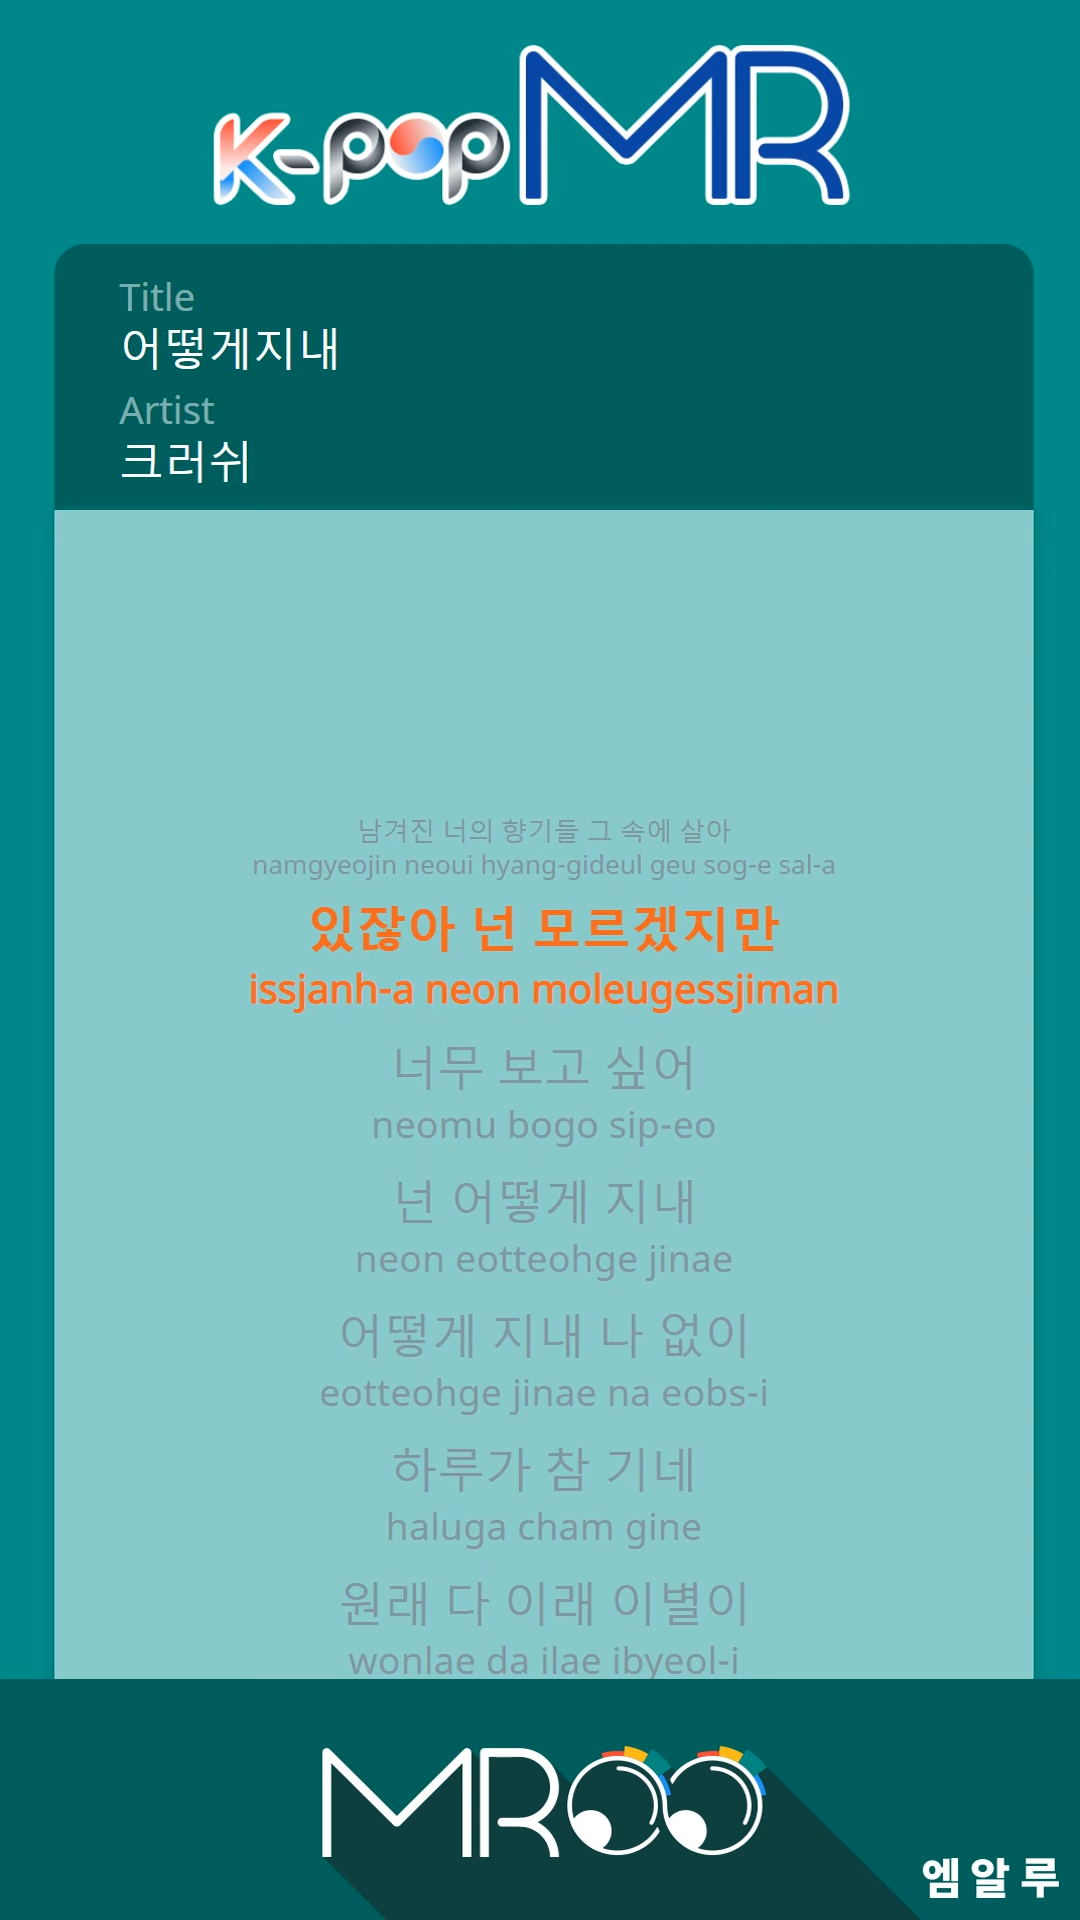 K-pop MR
Title
어떻게지내
Artist
크러쉬
남겨진 너의 향기들 그 속에 살아
namgyeojin neoui hyang-gideul geu sog-e sal-a
있잖아 넌 모르겠지만
issjanh-a neon moleugessjiman
너무 보고 싶어
neomu bogo sip-eo
넌 어떻게 지내
neon eotteohge jinae
어떻게 지내 나 없이
eotteohge jinae na eobs-i
하루가 참 기네
haluga cham gine
원래 다 이래 이별이
wonlae da ilae ibyeol-i
MROO
엠알루